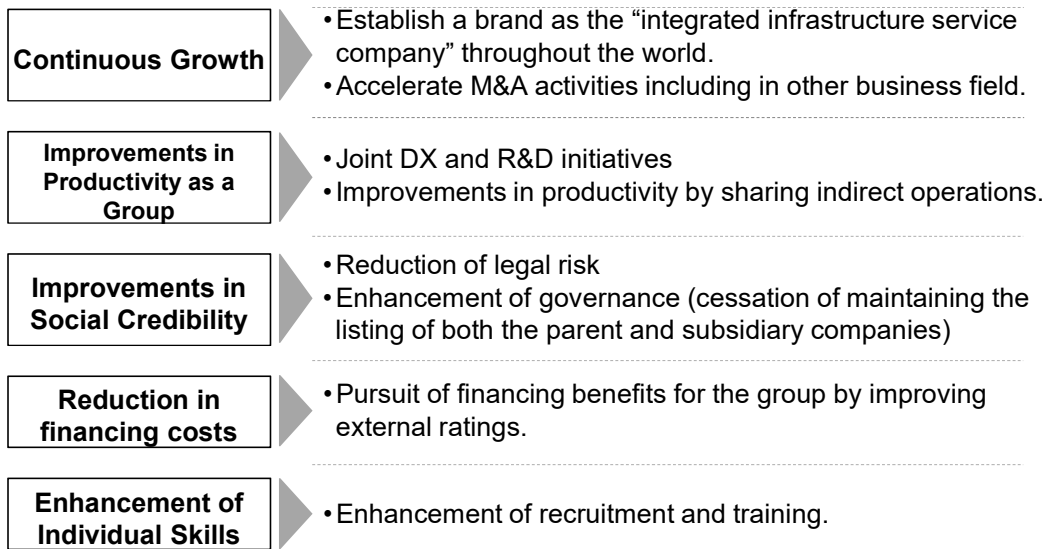 Continuous Growth
•Establish a brand as the “integrated infrastructure service
company” throughout the world.
•Accelerate M&A activities including in other business field.
Improvements in
Productivity as a
Group
•Joint DX and R&D initiatives
•Improvements in productivity by sharing indirect operations.
Improvements in
Social Credibility
•Reduction of legal risk
•Enhancement of governance (cessation of maintaining the
listing of both the parent and subsidiary companies)
Reduction in
financing costs
•Pursuit of financing benefits for the group by improving
external ratings.
Enhancement of
Individual Skills
•Enhancement of recruitment and training.